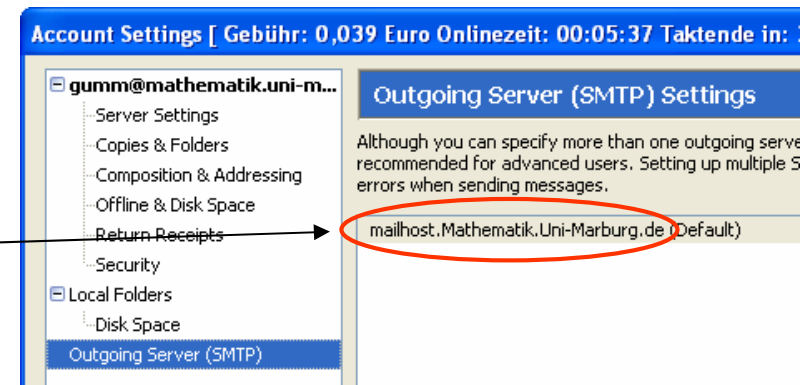 Account Settings [ Gebühr: 0,039 Euro Onlinezeit: 00:05:37 Taktende in:
gumm@mathematik.uni-m...
Server Settings
Copies & Folders
Composition & Addressing
Offline & Disk Space
Return Receipts
Security
Local Folders
Disk Space
Outgoing Server (SMTP)
Outgoing Server (SMTP) Settings
Although you can specify more than one outgoing serve
recommended for advanced users. Setting up multiple S
errors when sending messages.
mailhost.Mathematik.Uni-Marburg.de (Default)